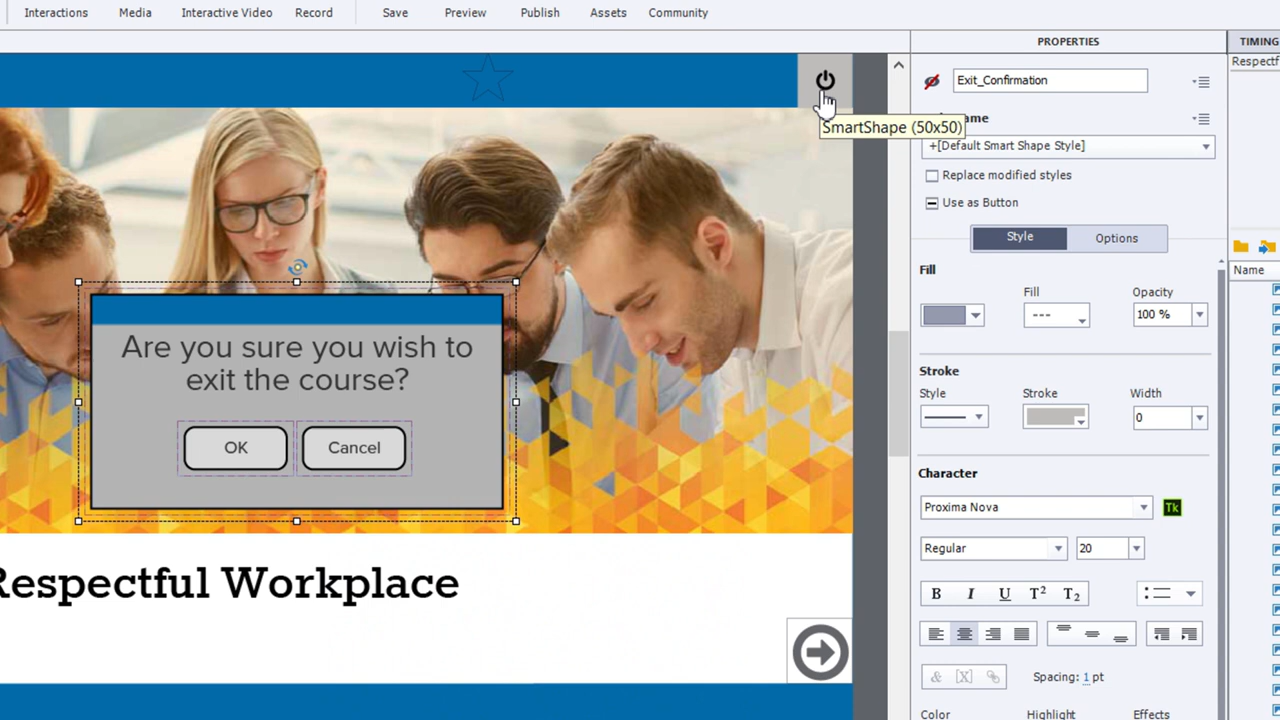 Interactions Media Interactive Video Record Save Preview Publish Assets Community
PROPERTIES TIMING
Exit_Confirmation
SmartShape (50x50)
+[Default Smart Shape Style]
Replace modified styles
Use as Button
Style Options
Fill
Fill Opacity
100 %
Stroke
Style Stroke Width
0
Character
Proxima Nova Tk
Regular 20
B I U T² T₂
& [X]
Spacing: 1 pt
Color Highlight Effects
Name
Are you sure you wish to
exit the course?
OK Cancel
Respectful Workplace